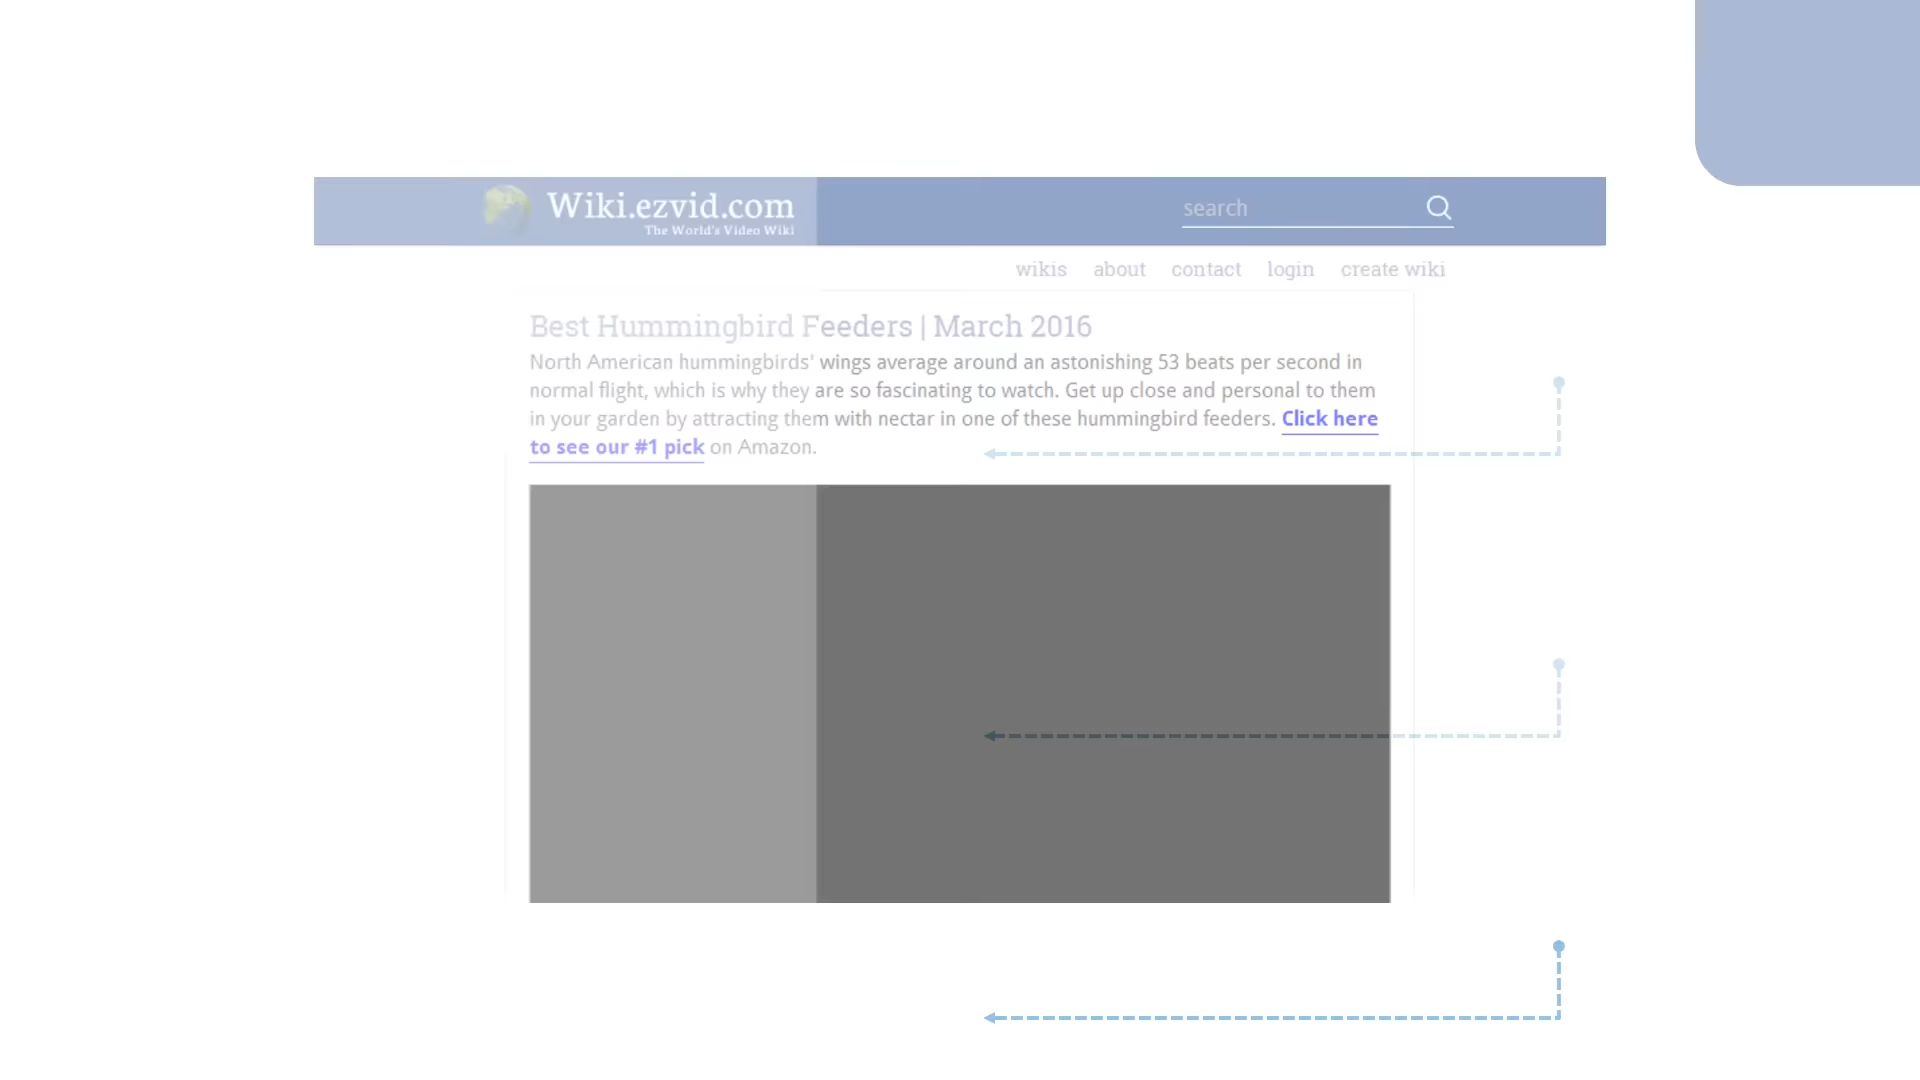 Wiki.ezvid.com
The World's Video Wiki
search
wikis about contact login create wiki
Best Hummingbird Feeders | March 2016
North American hummingbirds' wings average around an astonishing 53 beats per second in
normal flight, which is why they are so fascinating to watch. Get up close and personal to them
in your garden by attracting them with nectar in one of these hummingbird feeders. Click here
to see our #1 pick on Amazon.